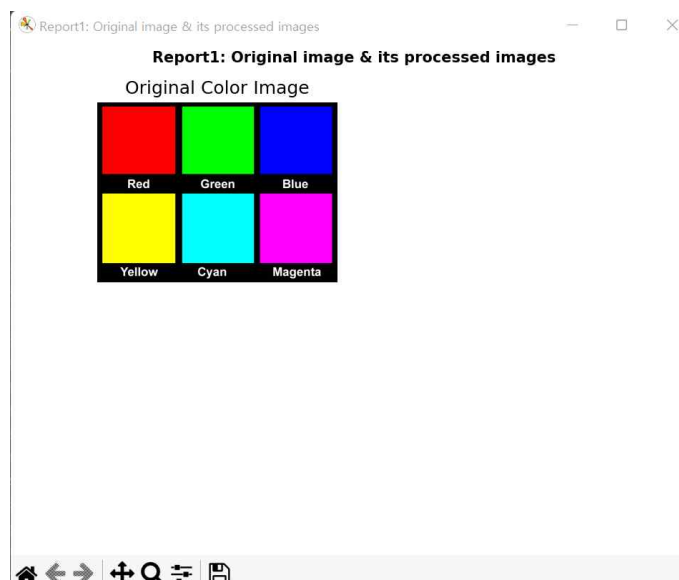 Report1: Original image & its processed images
Report1: Original image & its processed images
Original Color Image
Red Green Blue
Yellow Cyan Magenta